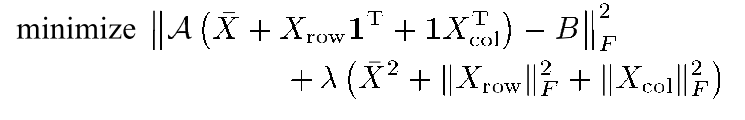 minimize ‖𝒜 (X̄ + X_row 1^T + 1X_col^T) − B‖_F^2
+ λ (X̄^2 + ‖X_row‖_F^2 + ‖X_col‖_F^2)